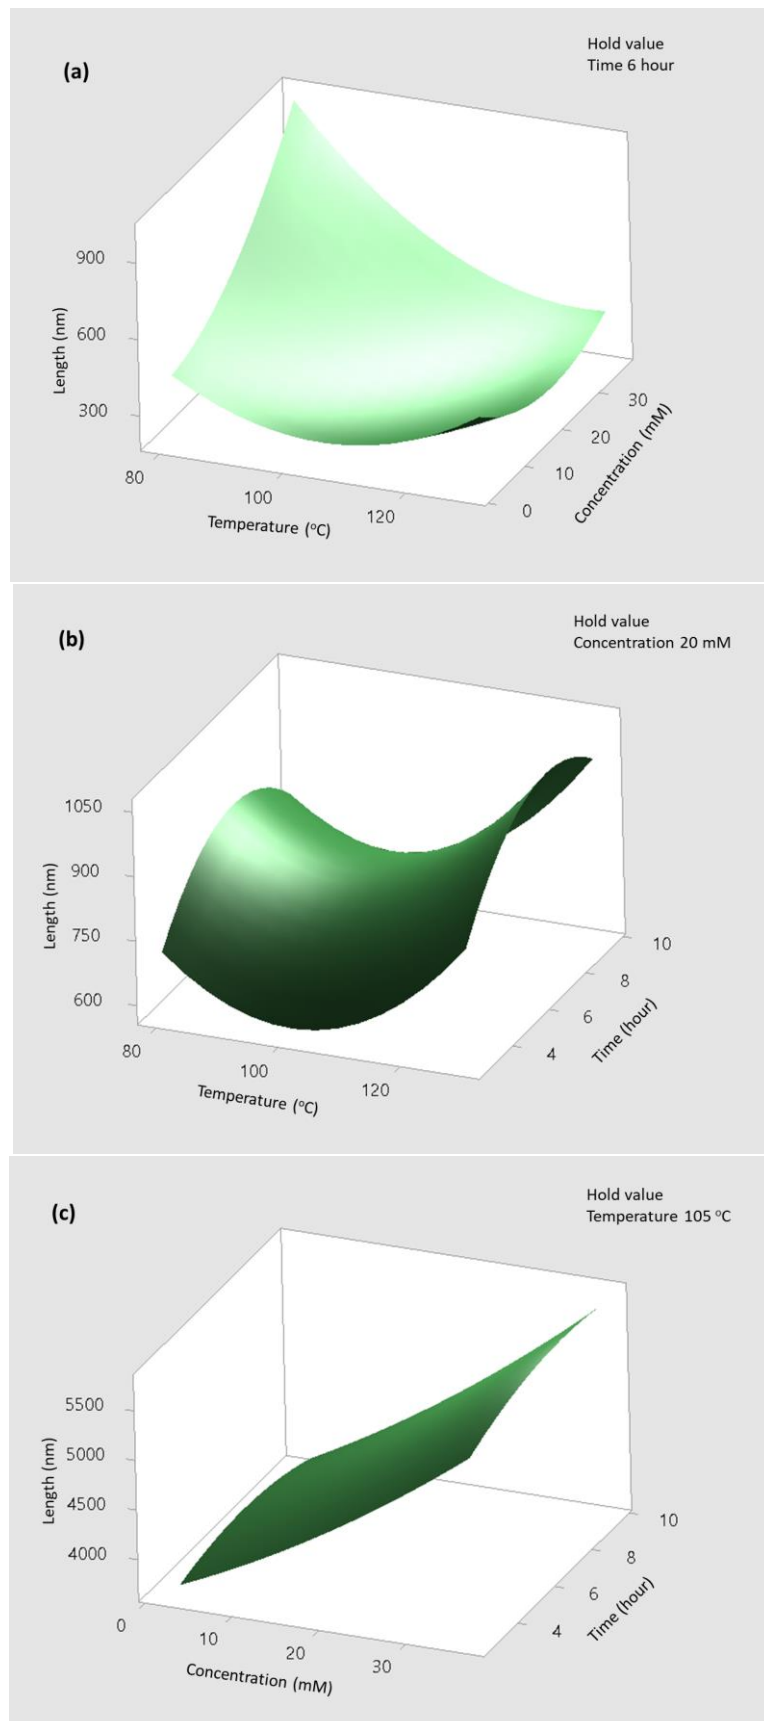 (a)
Hold value
Time 6 hour
900
600
300
Length (nm)
80
100
120
Temperature (°C)
0
10
20
30
Concentration (mM)
(b)
Hold value
Concentration 20 mM
1050
900
750
600
Length (nm)
80
100
120
Temperature (°C)
4
6
8
10
Time (hour)
(c)
Hold value
Temperature 105 °C
5500
5000
4500
4000
Length (nm)
0
10
20
30
Concentration (mM)
4
6
8
10
Time (hour)